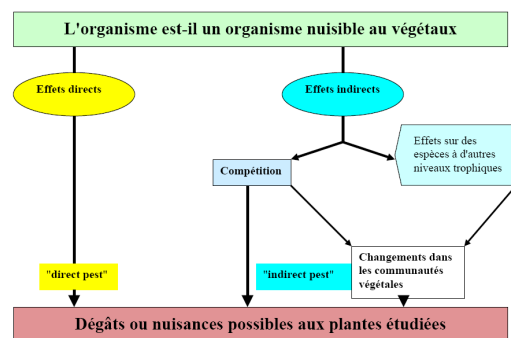 L'organisme est-il un organisme nuisible au végétaux
Effets directs
Effets indirects
Effets sur des
espèces à d'autres
niveaux trophiques
Compétition
Changements dans
les communautés
végétales
"direct pest"
"indirect pest"
Dégâts ou nuisances possibles aux plantes étudiées